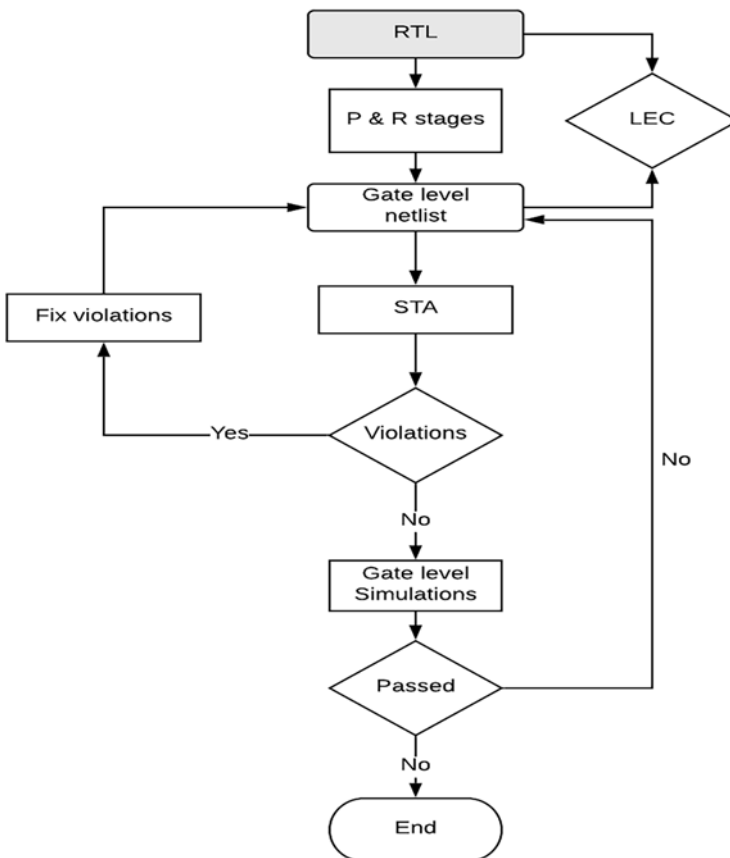 RTL
P & R stages
LEC
Gate level
netlist
Fix violations
STA
Yes
Violations
No
No
Gate level
Simulations
Passed
No
End